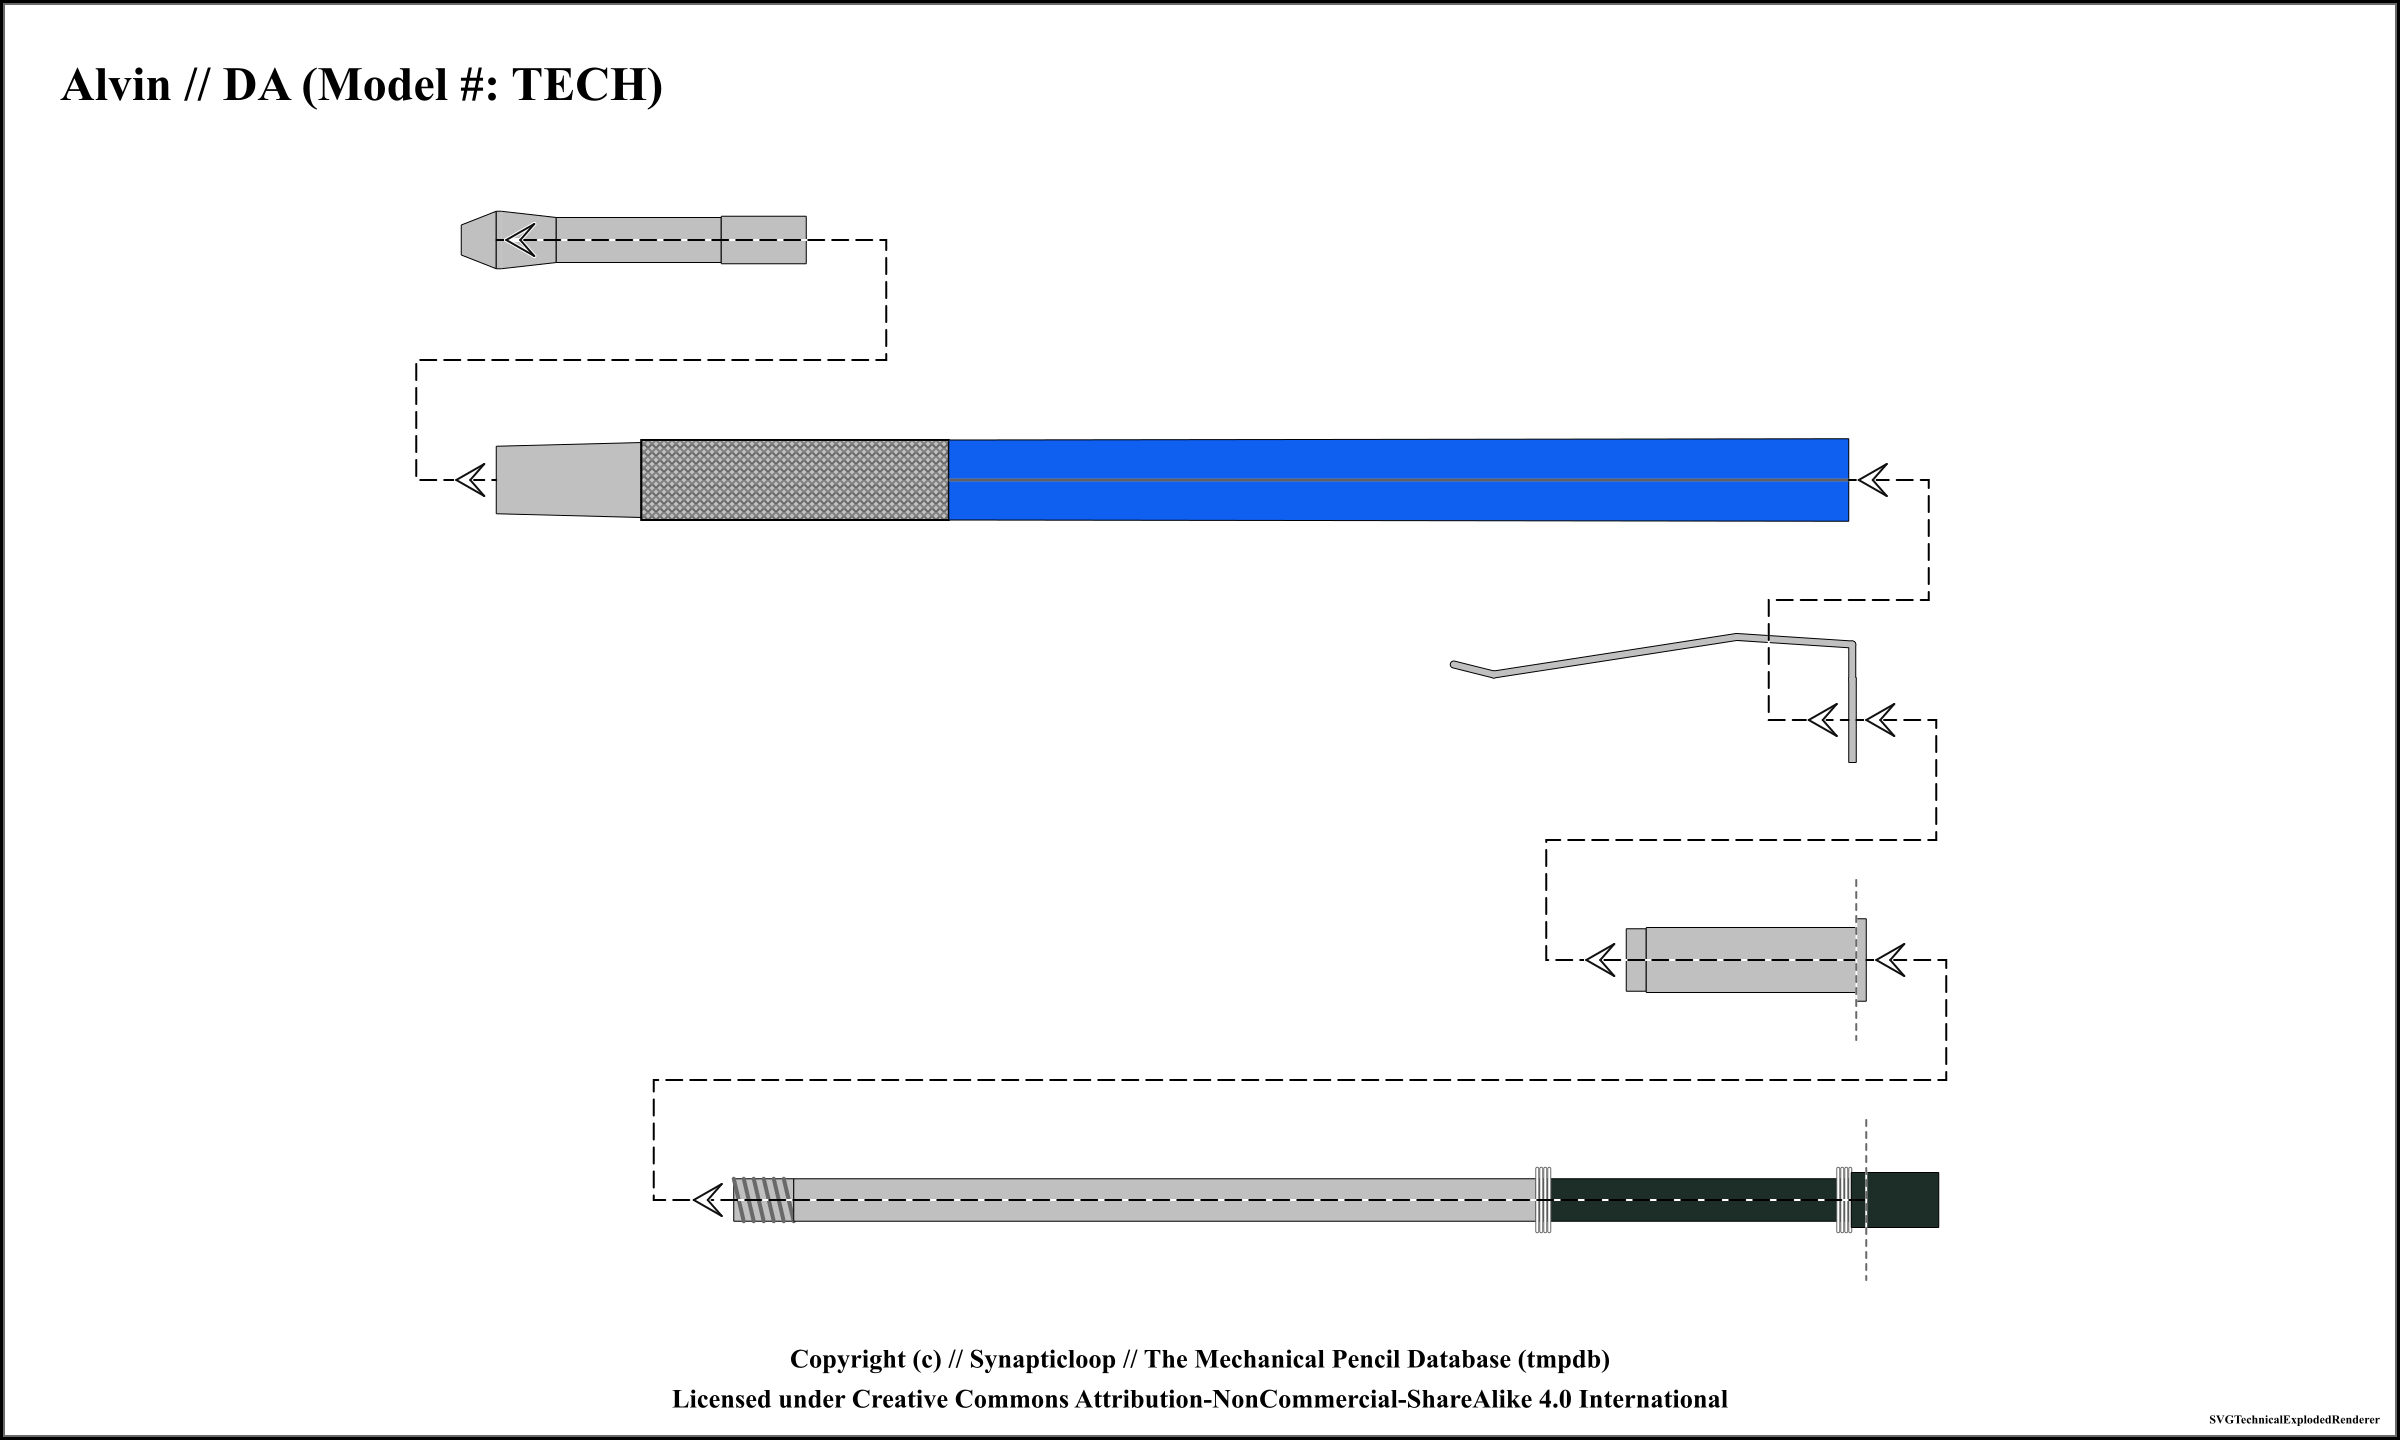 Alvin // DA (Model #: TECH)
Copyright (c) // Synapticloop // The Mechanical Pencil Database (tmpdb)
Licensed under Creative Commons Attribution-NonCommercial-ShareAlike 4.0 International
SVGTechnicalExplodedRenderer